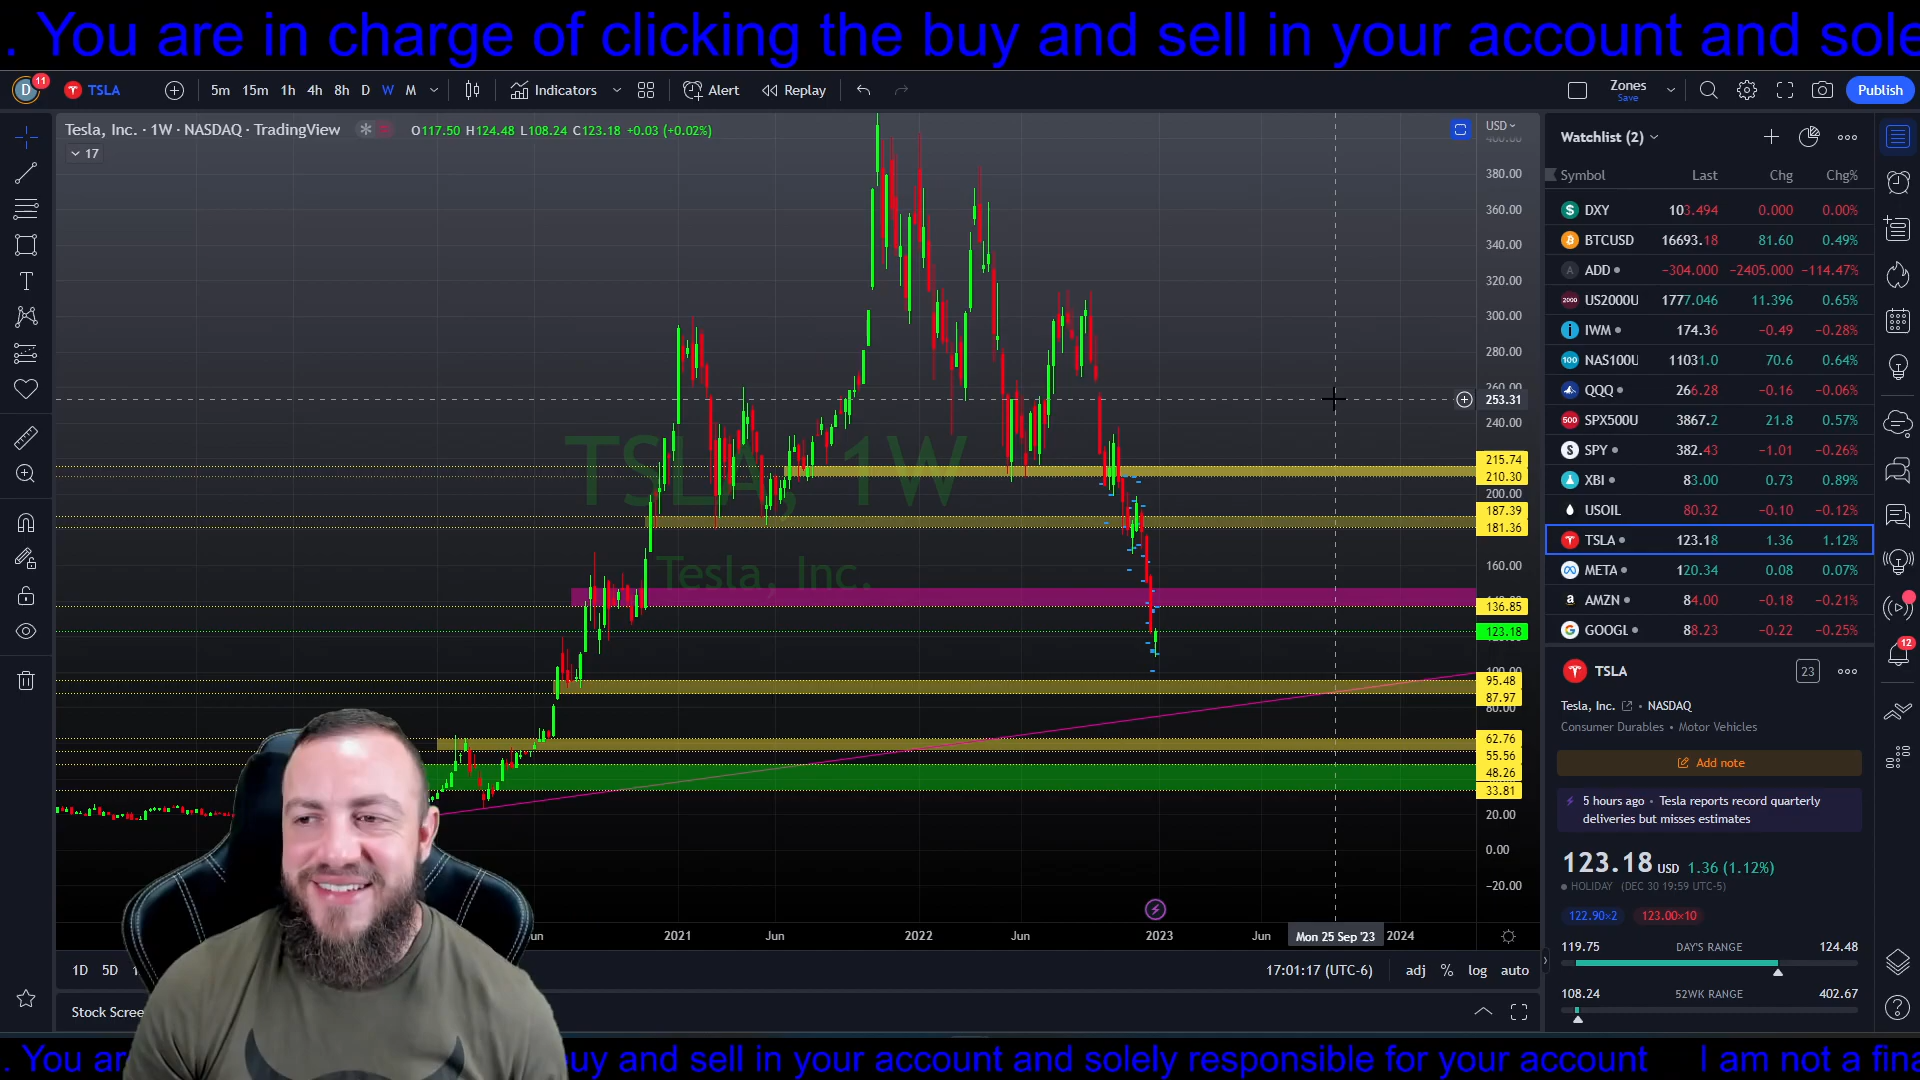 . You are in charge of clicking the buy and sell in your account and sole
D 11 TSLA 5m 15m 1h 4h 8h D W M Indicators Alert Replay Zones Save Publish
Tesla, Inc. · 1W · NASDAQ · TradingView O117.50 H124.48 L108.24 C123.18 +0.03 (+0.02%) USD
17
Watchlist (2)
Symbol Last Chg Chg%
DXY 103.494 0.000 0.00%
BTCUSD 16693.18 81.60 0.49%
ADD −304.000 −2405.000 −114.47%
US2000U 1777.046 11.396 0.65%
IWM 174.36 −0.49 −0.28%
NAS100U 11031.0 70.6 0.64%
QQQ 266.28 −0.16 −0.06%
SPX500U 3867.2 21.8 0.57%
SPY 382.43 −1.01 −0.26%
XBI 83.00 0.73 0.89%
USOIL 80.32 −0.10 −0.12%
TSLA 123.18 1.36 1.12%
META 120.34 0.08 0.07%
AMZN 84.00 −0.18 −0.21%
GOOGL 88.23 −0.22 −0.25%
400.00
380.00
360.00
340.00
320.00
300.00
280.00
260.00
253.31
240.00
215.74
210.30
200.00
187.39
181.36
160.00
136.85
123.18
100.00
95.48
87.97
80.00
62.76
55.56
48.26
33.81
20.00
0.00
−20.00
TSLA, 1W
Tesla, Inc.
2021 Jun 2022 Jun 2023 Jun Mon 25 Sep '23 2024
1D 5D 17:01:17 (UTC-6) adj % log auto
Stock Scree
TSLA 23
Tesla, Inc. • NASDAQ
Consumer Durables • Motor Vehicles
Add note
5 hours ago • Tesla reports record quarterly
deliveries but misses estimates
123.18 USD 1.36 (1.12%)
HOLIDAY (DEC 30 19:59 UTC-5)
122.90×2 123.00×10
119.75 DAY'S RANGE 124.48
108.24 52WK RANGE 402.67
12
. You ar
uy and sell in your account and solely responsible for your account I am not a fina